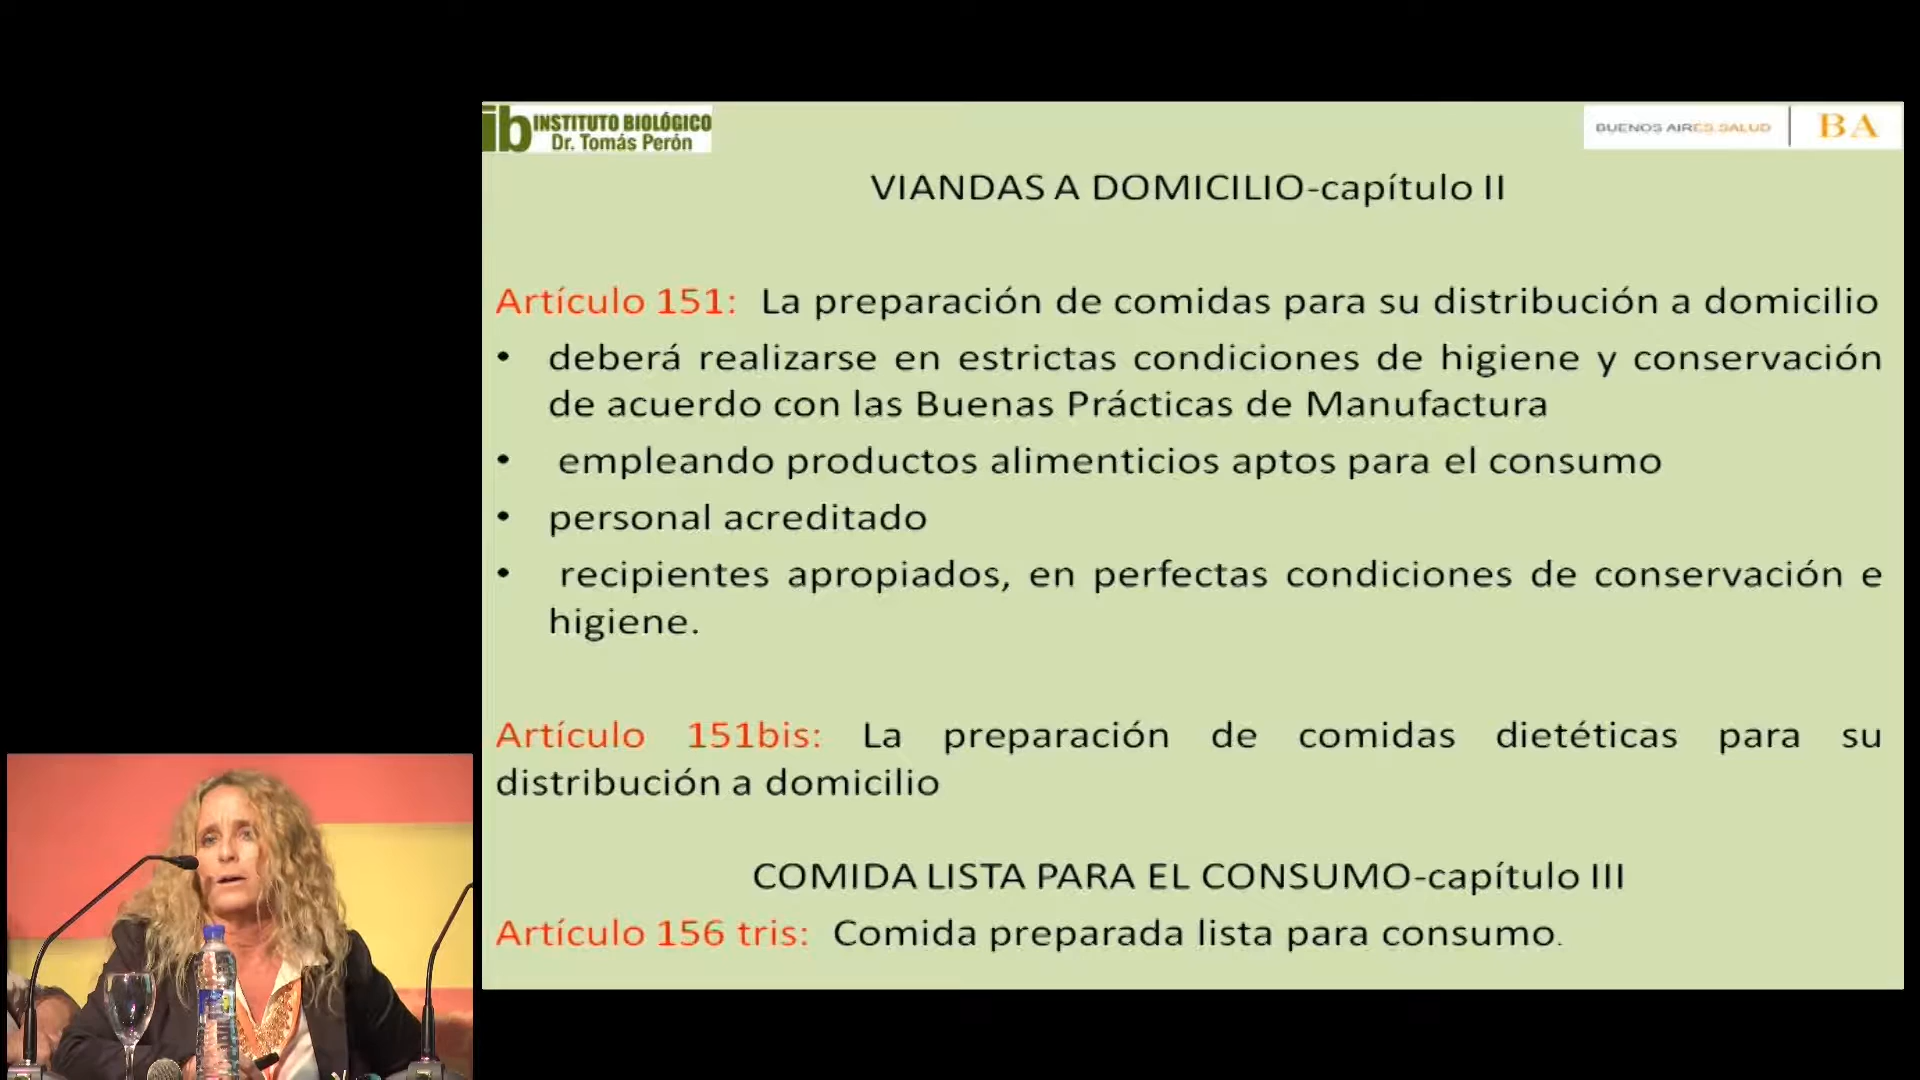 ib INSTITUTO BIOLÓGICO
Dr. Tomás Perón
BUENOS AIRES SALUD | BA
VIANDAS A DOMICILIO-capítulo II
Artículo 151: La preparación de comidas para su distribución a domicilio
• deberá realizarse en estrictas condiciones de higiene y conservación
de acuerdo con las Buenas Prácticas de Manufactura
• empleando productos alimenticios aptos para el consumo
• personal acreditado
• recipientes apropiados, en perfectas condiciones de conservación e
higiene.
Artículo 151bis: La preparación de comidas dietéticas para su
distribución a domicilio
COMIDA LISTA PARA EL CONSUMO-capítulo III
Artículo 156 tris: Comida preparada lista para consumo.